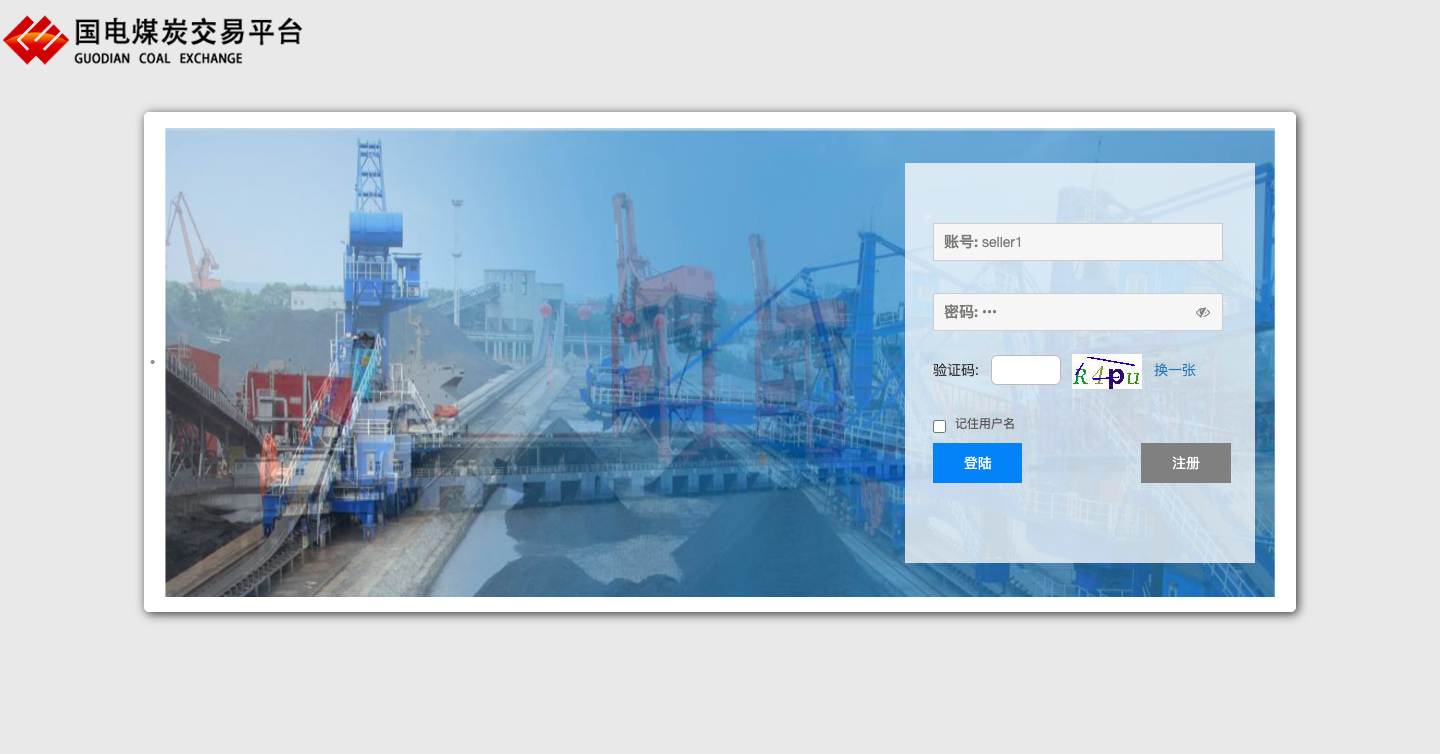 国电煤炭交易平台
GUODIAN COAL EXCHANGE
账号: seller1
密码: •••
验证码: R4pu 换一张
记住用户名
登陆 注册